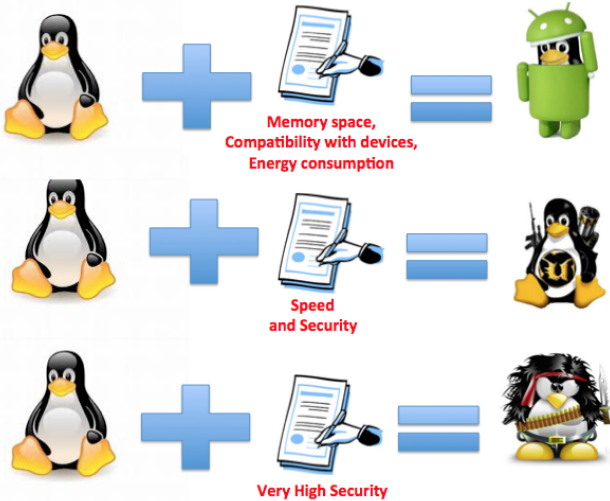 Memory space,
Compatibility with devices,
Energy consumption
Speed
and Security
Very High Security